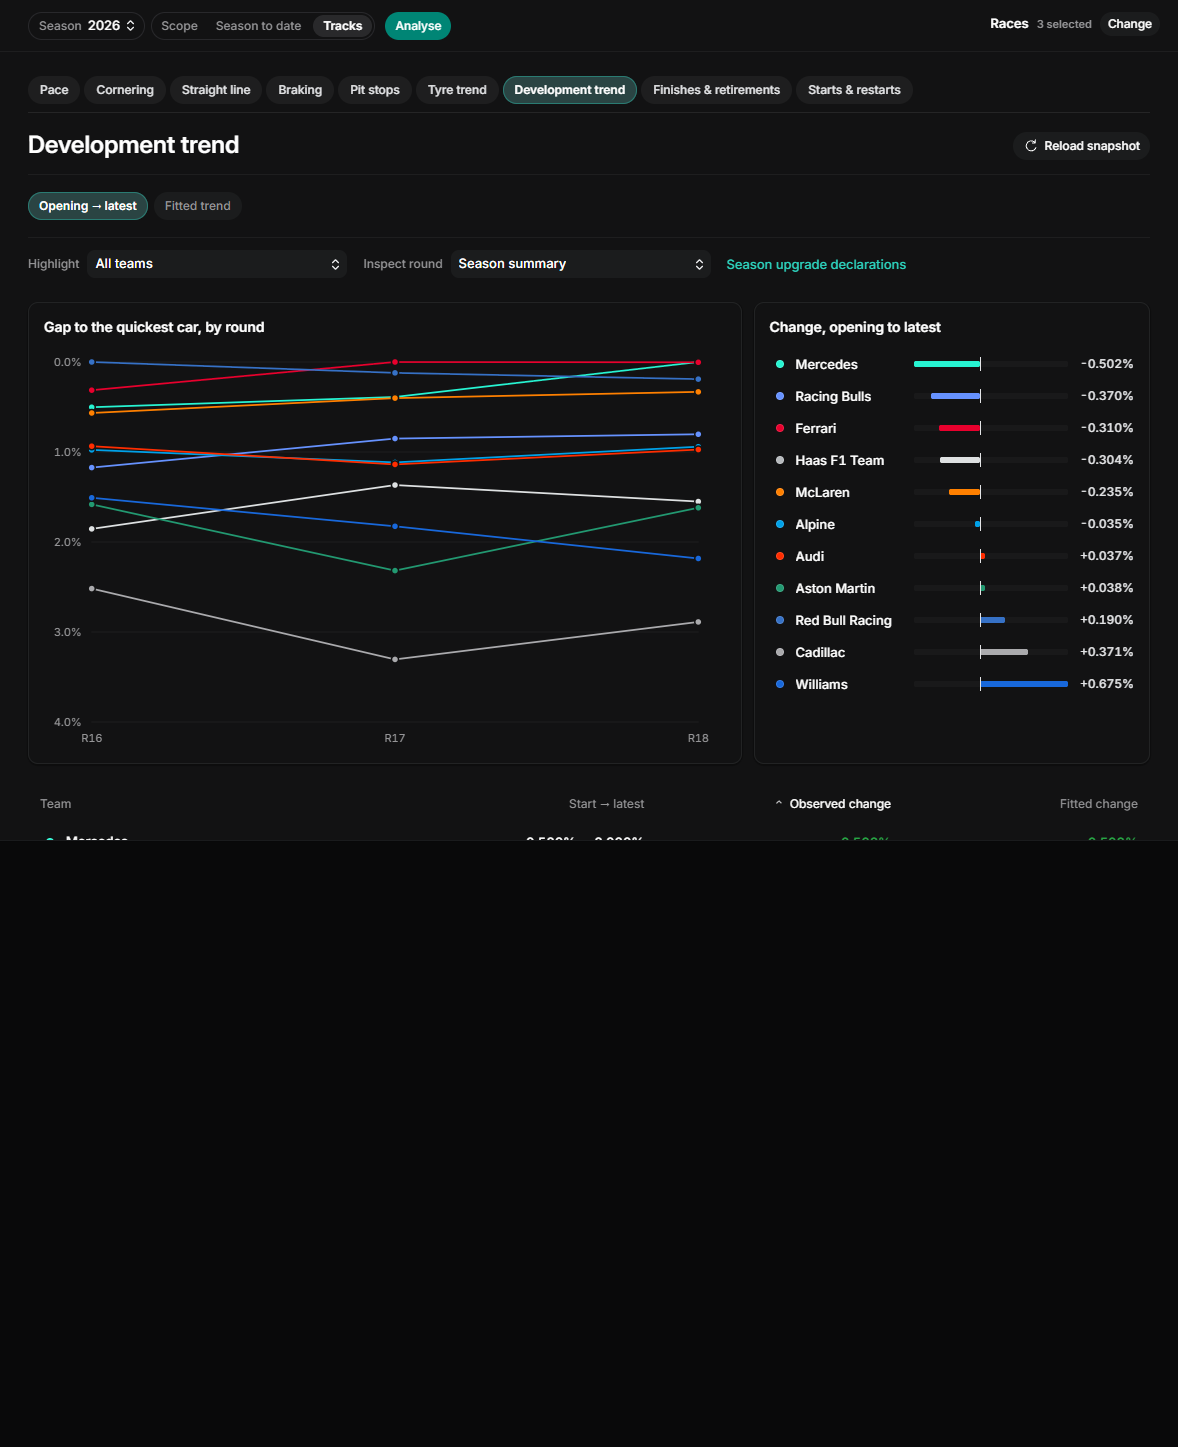 Season 2026 Scope Season to date Tracks Analyse Races 3 selected Change
Pace Cornering Straight line Braking Pit stops Tyre trend Development trend Finishes & retirements Starts & restarts
Development trend
Reload snapshot
Opening → latest Fitted trend
Highlight All teams Inspect round Season summary Season upgrade declarations
Gap to the quickest car, by round
0.0%
1.0%
2.0%
3.0%
4.0%
R16 R17 R18
Change, opening to latest
Mercedes -0.502%
Racing Bulls -0.370%
Ferrari -0.310%
Haas F1 Team -0.304%
McLaren -0.235%
Alpine -0.035%
Audi +0.037%
Aston Martin +0.038%
Red Bull Racing +0.190%
Cadillac +0.371%
Williams +0.675%
Team Start → latest Observed change Fitted change
Mercedes